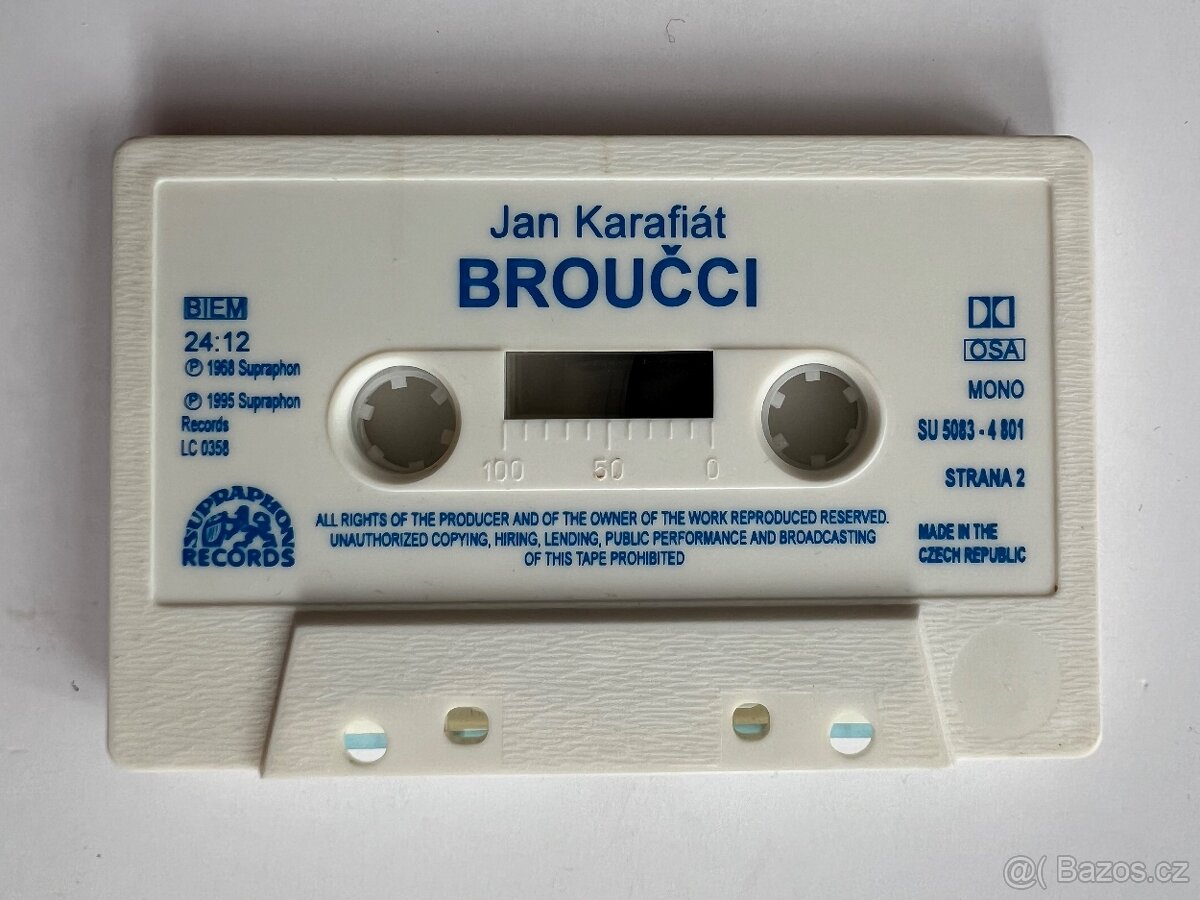 Jan Karafiát
BROUČCI
BIEM
24:12
Ⓟ 1968 Supraphon
Ⓟ 1995 Supraphon
Records
LC 0358
SUPRAPHON
RECORDS
OSA
MONO
SU 5083 - 4 801
STRANA 2
MADE IN THE
CZECH REPUBLIC
100 50 0
ALL RIGHTS OF THE PRODUCER AND OF THE OWNER OF THE WORK REPRODUCED RESERVED.
UNAUTHORIZED COPYING, HIRING, LENDING, PUBLIC PERFORMANCE AND BROADCASTING
OF THIS TAPE PROHIBITED
@( Bazos.cz